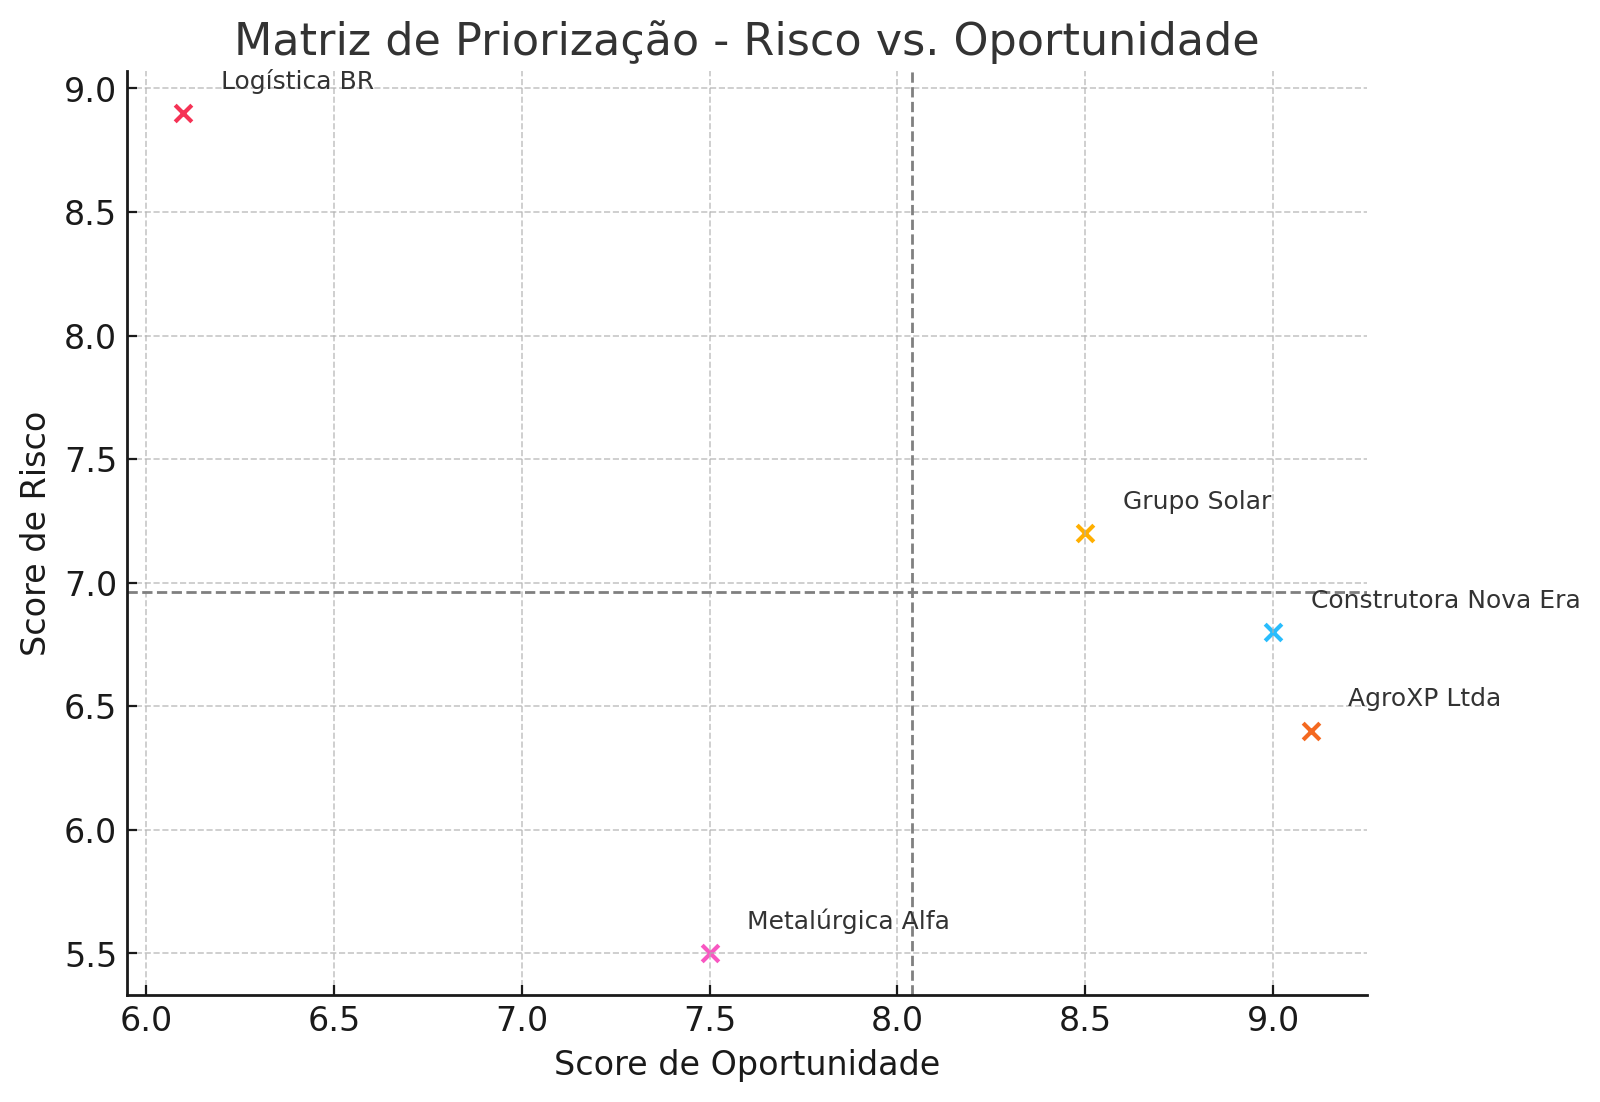 Matriz de Priorização - Risco vs. Oportunidade
Logística BR
9.0
8.5
8.0
7.5
Grupo Solar
7.0
Construtora Nova Era
6.5
AgroXP Ltda
6.0
Metalúrgica Alfa
5.5
Score de Risco
6.0 6.5 7.0 7.5 8.0 8.5 9.0
Score de Oportunidade